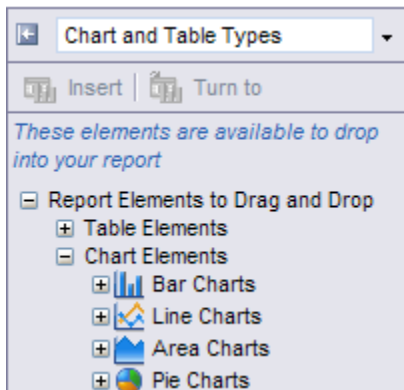 Chart and Table Types
Insert Turn to
These elements are available to drop
into your report
Report Elements to Drag and Drop
Table Elements
Chart Elements
Bar Charts
Line Charts
Area Charts
Pie Charts